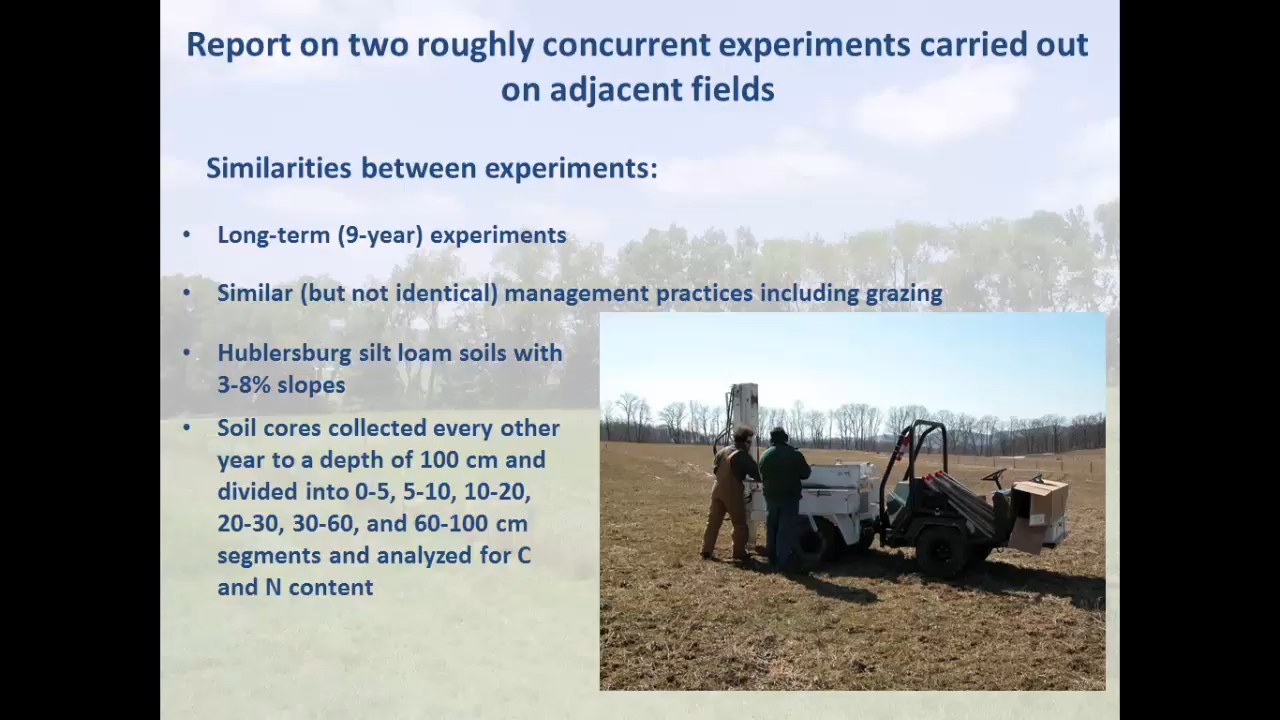 Report on two roughly concurrent experiments carried out
on adjacent fields
Similarities between experiments:
• Long-term (9-year) experiments
• Similar (but not identical) management practices including grazing
• Hublersburg silt loam soils with
3-8% slopes
• Soil cores collected every other
year to a depth of 100 cm and
divided into 0-5, 5-10, 10-20,
20-30, 30-60, and 60-100 cm
segments and analyzed for C
and N content